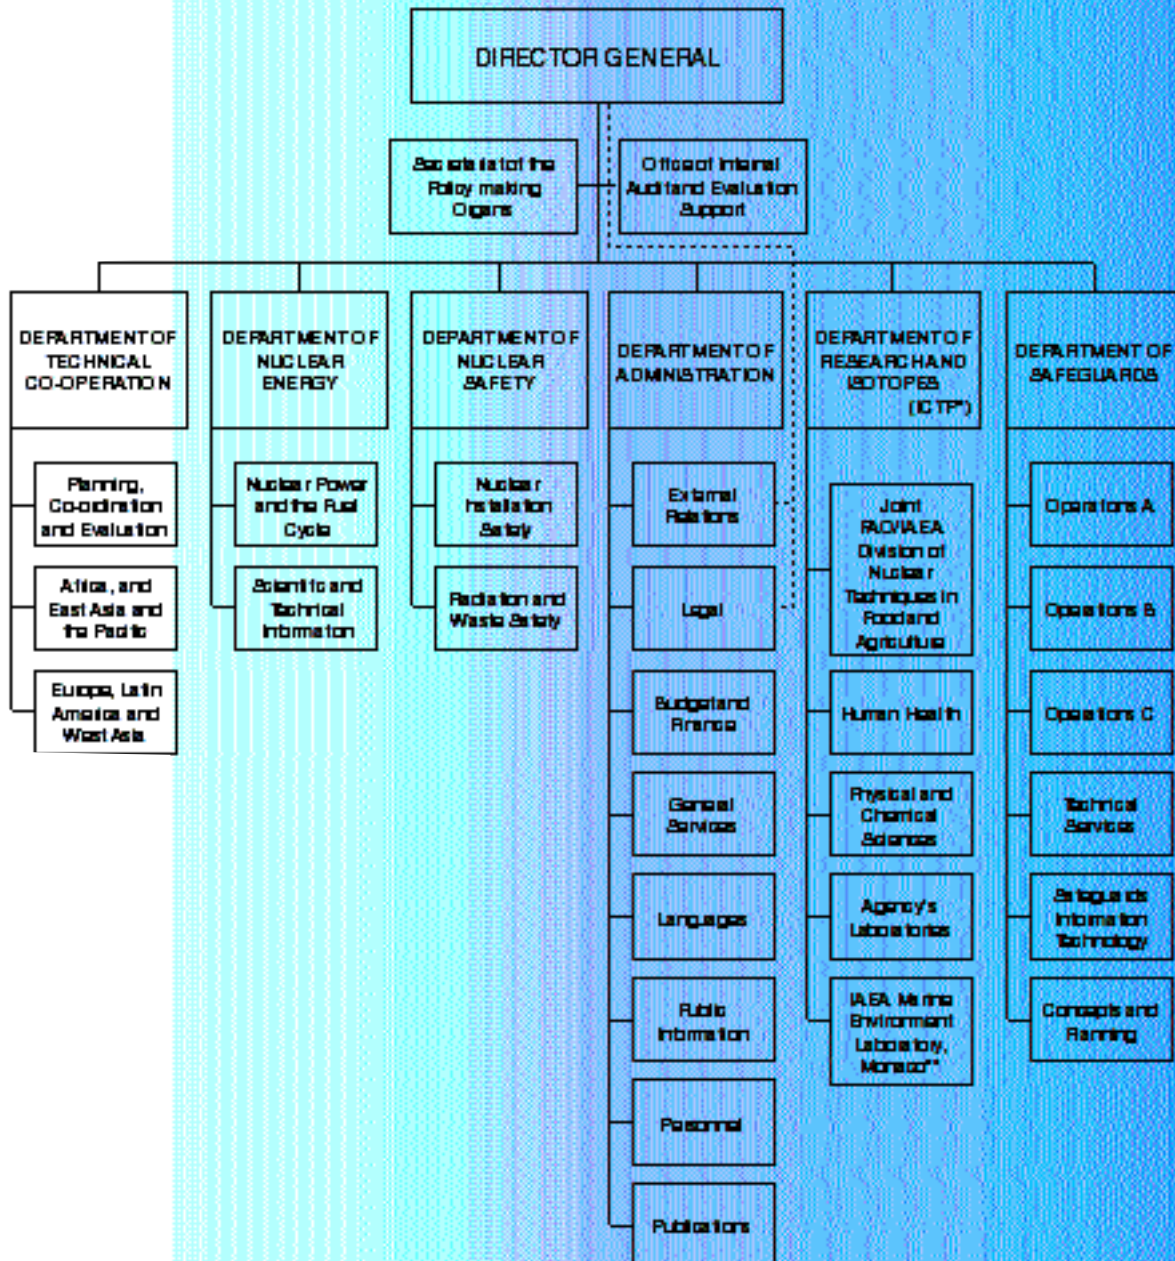 DIRECTOR GENERAL
Secretariat of the
Policy making
Organs
Office of Internal
Audit and Evaluation
Support
DEPARTMENT OF
TECHNICAL
CO-OPERATION
DEPARTMENT OF
NUCLEAR
ENERGY
DEPARTMENT OF
NUCLEAR
SAFETY
DEPARTMENT OF
ADMINISTRATION
DEPARTMENT OF
RESEARCH AND
ISOTOPES
(ICTP*)
DEPARTMENT OF
SAFEGUARDS
Planning,
Co-ordination
and Evaluation
Africa, and
East Asia and
the Pacific
Europe, Latin
America and
West Asia
Nuclear Power
and the Fuel
Cycle
Scientific and
Technical
Information
Nuclear
Installation
Safety
Radiation and
Waste Safety
External
Relations
Legal
Budget and
Finance
General
Services
Languages
Public
Information
Personnel
Publications
Joint
FAO/IAEA
Division of
Nuclear
Techniques in
Food and
Agriculture
Human Health
Physical and
Chemical
Sciences
Agency's
Laboratories
IAEA Marine
Environment
Laboratory,
Monaco**
Operations A
Operations B
Operations C
Technical
Services
Safeguards
Information
Technology
Concepts and
Planning